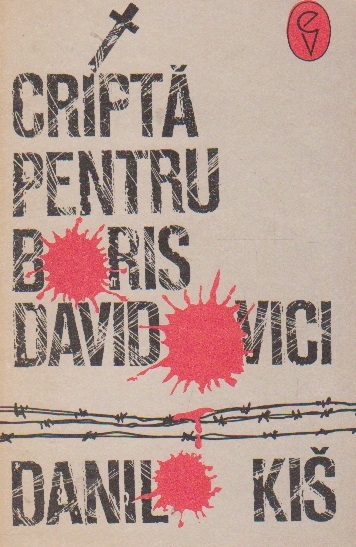 CRIPTĂ
PENTRU
BORIS
DAVIDOVICI
DANILO KIŠ